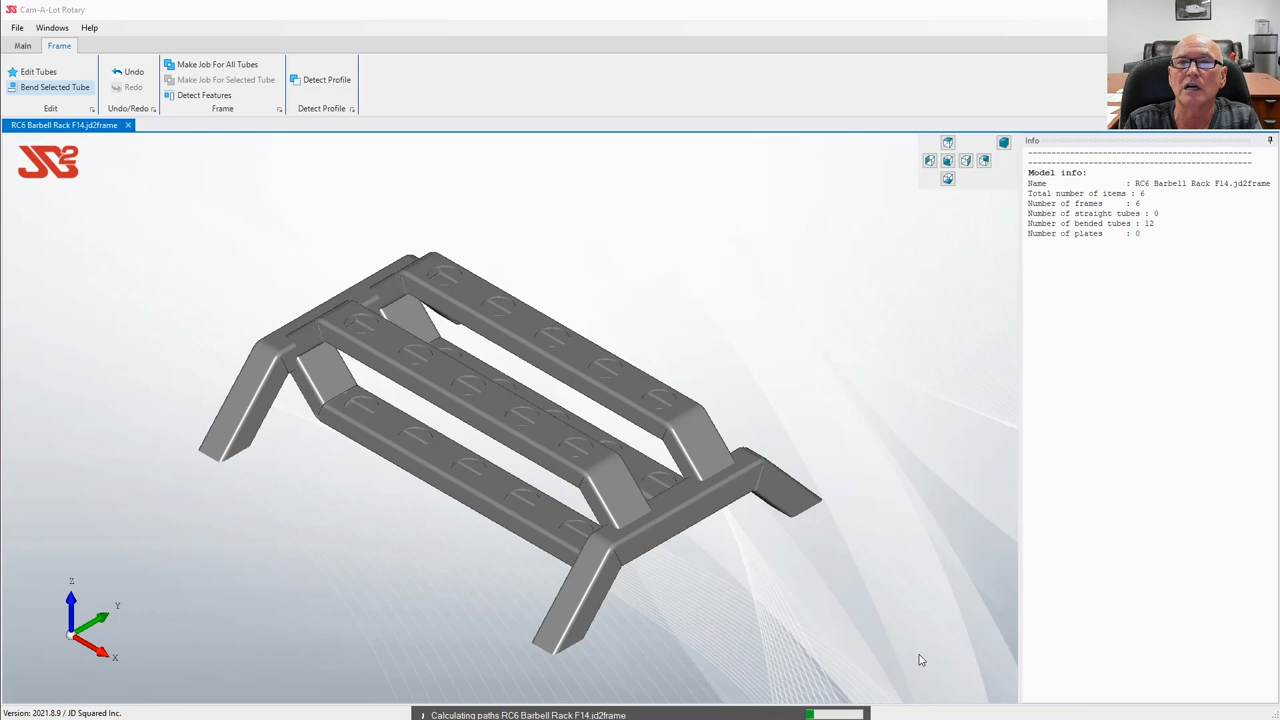 Cam-A-Lot Rotary
File Windows Help
Main Frame
Edit Tubes
Bend Selected Tube
Edit
Undo
Redo
Undo/Redo
Make Job For All Tubes
Make Job For Selected Tube
Detect Features
Frame
Detect Profile
Detect Profile
RC6 Barbell Rack F14.jd2frame
JD2
Info
Model info:
Name : RC6 Barbell Rack F14.jd2frame
Total number of items : 6
Number of frames : 6
Number of straight tubes : 0
Number of bended tubes : 12
Number of plates : 0
Z
Y
X
Version: 2021.8.9 / JD Squared Inc.
Calculating paths RC6 Barbell Rack F14.jd2frame